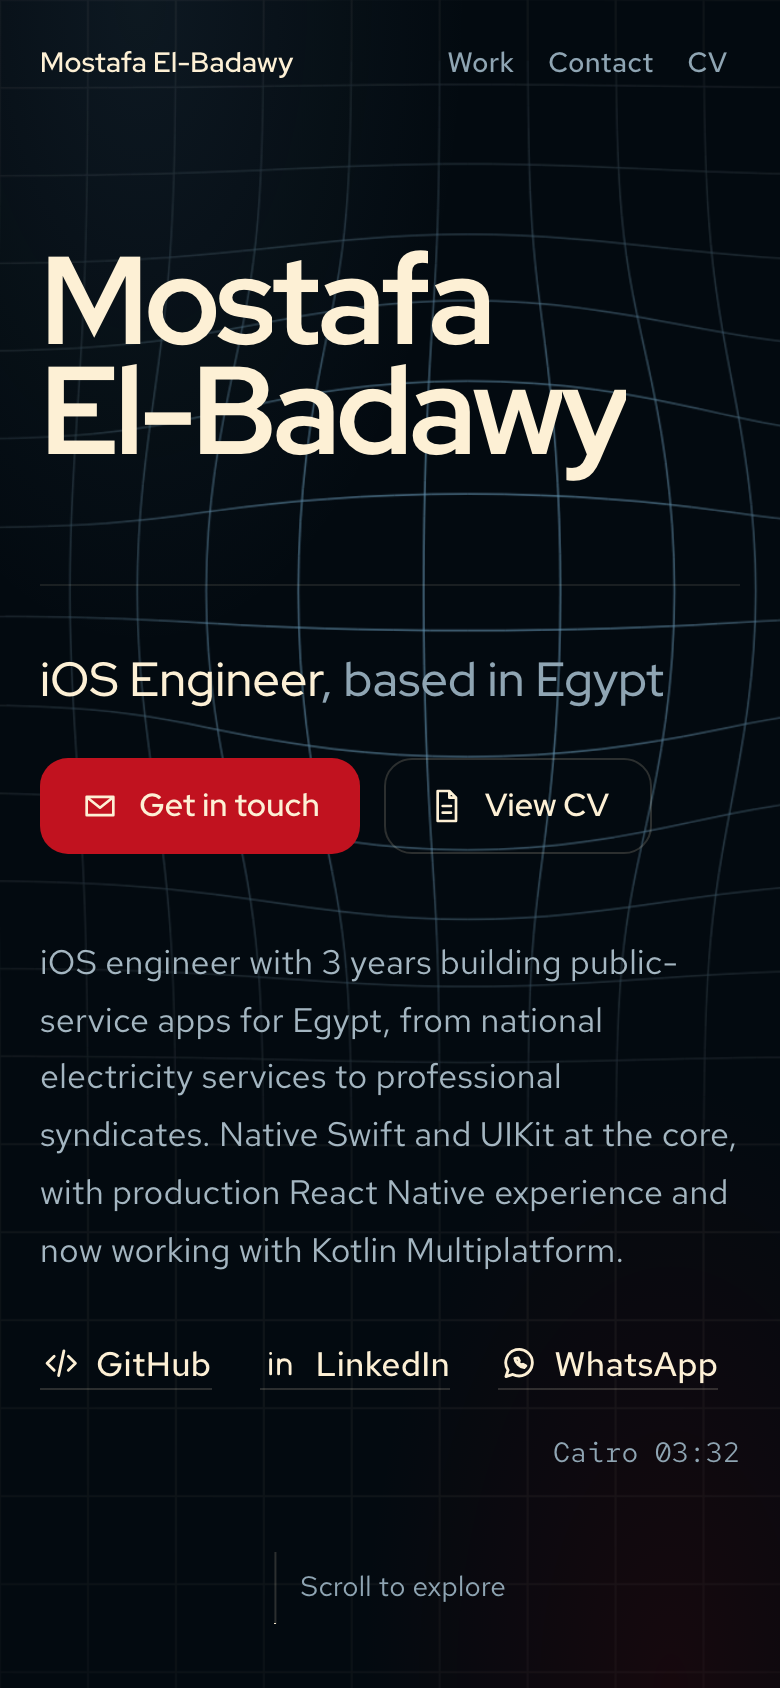 Mostafa El-Badawy Work Contact CV
Mostafa
El-Badawy
iOS Engineer, based in Egypt
Get in touch View CV
iOS engineer with 3 years building public-
service apps for Egypt, from national
electricity services to professional
syndicates. Native Swift and UIKit at the core,
with production React Native experience and
now working with Kotlin Multiplatform.
GitHub in LinkedIn WhatsApp
Cairo 03:32
Scroll to explore